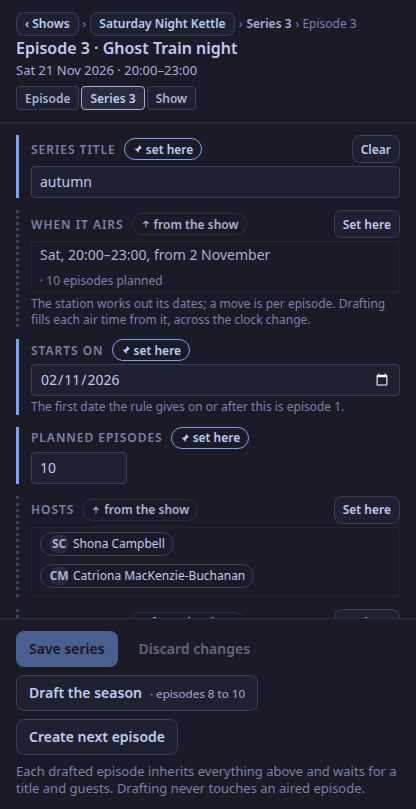 ‹ Shows › Saturday Night Kettle › Series 3 › Episode 3
Episode 3 · Ghost Train night
Sat 21 Nov 2026 · 20:00–23:00
Episode Series 3 Show
SERIES TITLE set here Clear
autumn
WHEN IT AIRS ↑ from the show Set here
Sat, 20:00–23:00, from 2 November
· 10 episodes planned
The station works out its dates; a move is per episode. Drafting
fills each air time from it, across the clock change.
STARTS ON set here
02/11/2026
The first date the rule gives on or after this is episode 1.
PLANNED EPISODES set here
10
HOSTS ↑ from the show Set here
SC Shona Campbell
CM Catriona MacKenzie-Buchanan
Save series Discard changes
Draft the season · episodes 8 to 10
Create next episode
Each drafted episode inherits everything above and waits for a
title and guests. Drafting never touches an aired episode.